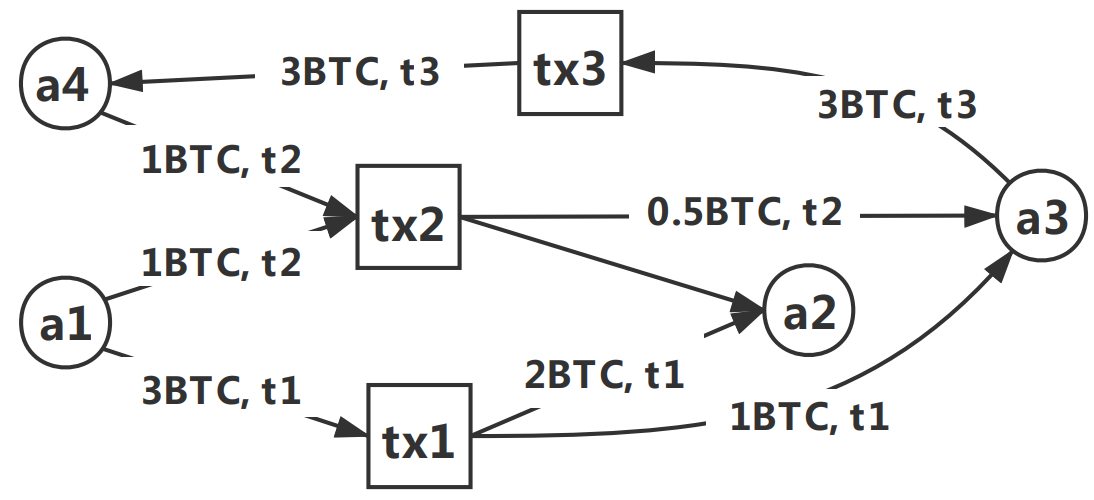 tx3
a4
3BTC, t3
3BTC, t3
1BTC, t2
tx2
0.5BTC, t2
a3
1BTC, t2
a1
a2
3BTC, t1
2BTC, t1
tx1
1BTC, t1